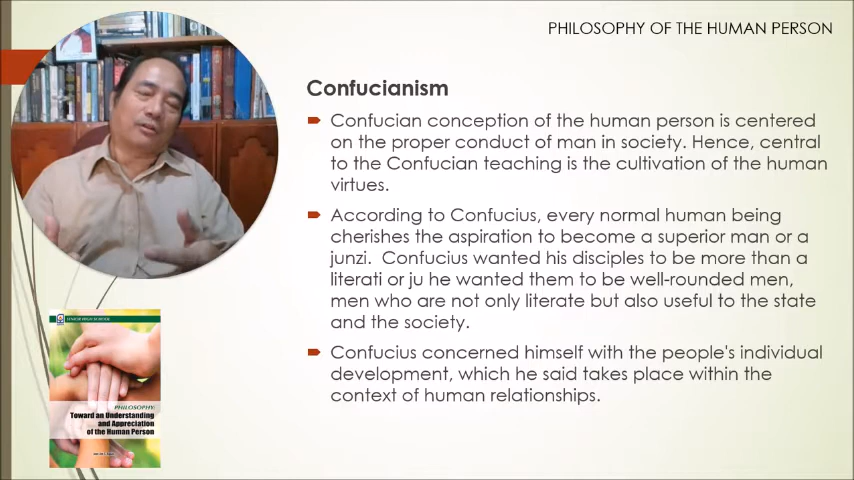 PHILOSOPHY OF THE HUMAN PERSON
Confucianism
Confucian conception of the human person is centered
on the proper conduct of man in society. Hence, central
to the Confucian teaching is the cultivation of the human
virtues.
According to Confucius, every normal human being
cherishes the aspiration to become a superior man or a
junzi.  Confucius wanted his disciples to be more than a
literati or ju he wanted them to be well-rounded men,
men who are not only literate but also useful to the state
and the society.
Confucius concerned himself with the people's individual
development, which he said takes place within the
context of human relationships.
SENIOR HIGH SCHOOL
PHILOSOPHY
Toward an Understanding
and Appreciation
of the Human Person